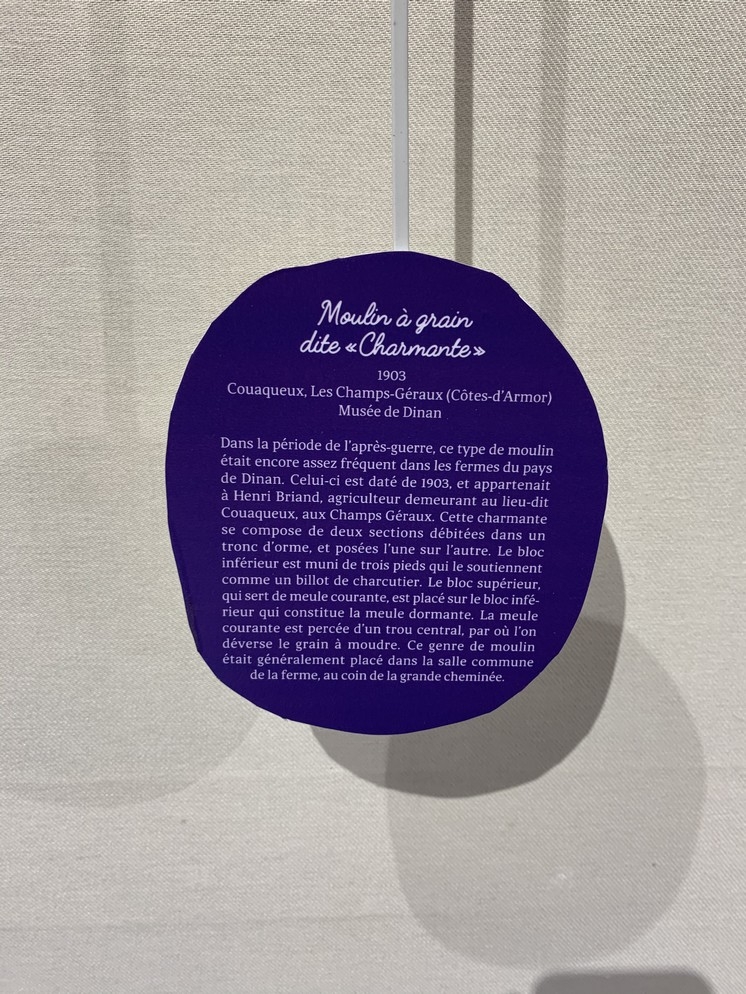 Moulin à grain
dite «Charmante»
1903
Couaqueux, Les Champs-Géraux (Côtes-d'Armor)
Musée de Dinan
Dans la période de l'après-guerre, ce type de moulin
était encore assez fréquent dans les fermes du pays
de Dinan. Celui-ci est daté de 1903, et appartenait
à Henri Briand, agriculteur demeurant au lieu-dit
Couaqueux, aux Champs Géraux. Cette charmante
se compose de deux sections débitées dans un
tronc d'orme, et posées l'une sur l'autre. Le bloc
inférieur est muni de trois pieds qui le soutiennent
comme un billot de charcutier. Le bloc supérieur,
qui sert de meule courante, est placé sur le bloc infé-
rieur qui constitue la meule dormante. La meule
courante est percée d'un trou central, par où l'on
déverse le grain à moudre. Ce genre de moulin
était généralement placé dans la salle commune
de la ferme, au coin de la grande cheminée.